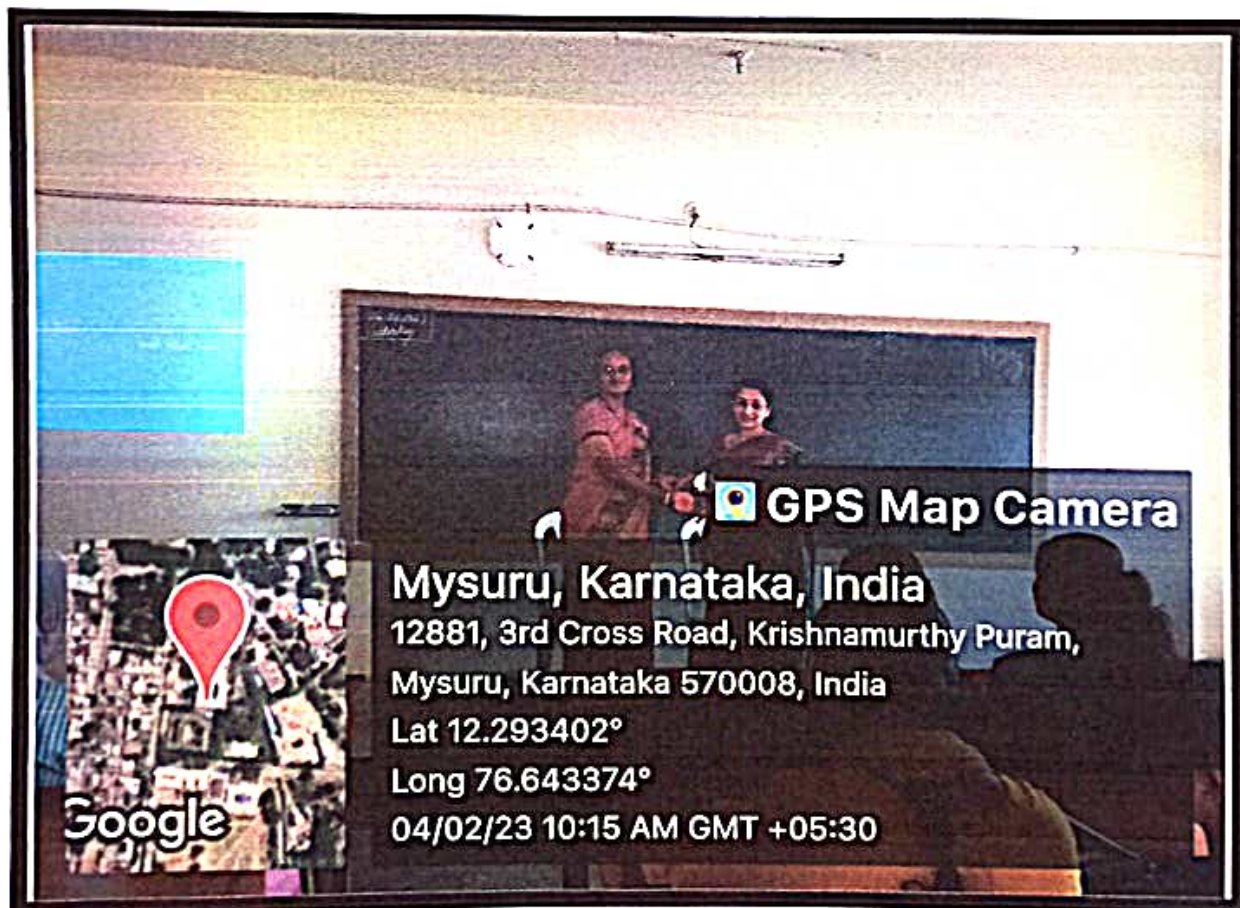 GPS Map Camera
Mysuru, Karnataka, India
12881, 3rd Cross Road, Krishnamurthy Puram,
Mysuru, Karnataka 570008, India
Lat 12.293402°
Long 76.643374°
04/02/23 10:15 AM GMT +05:30
Google